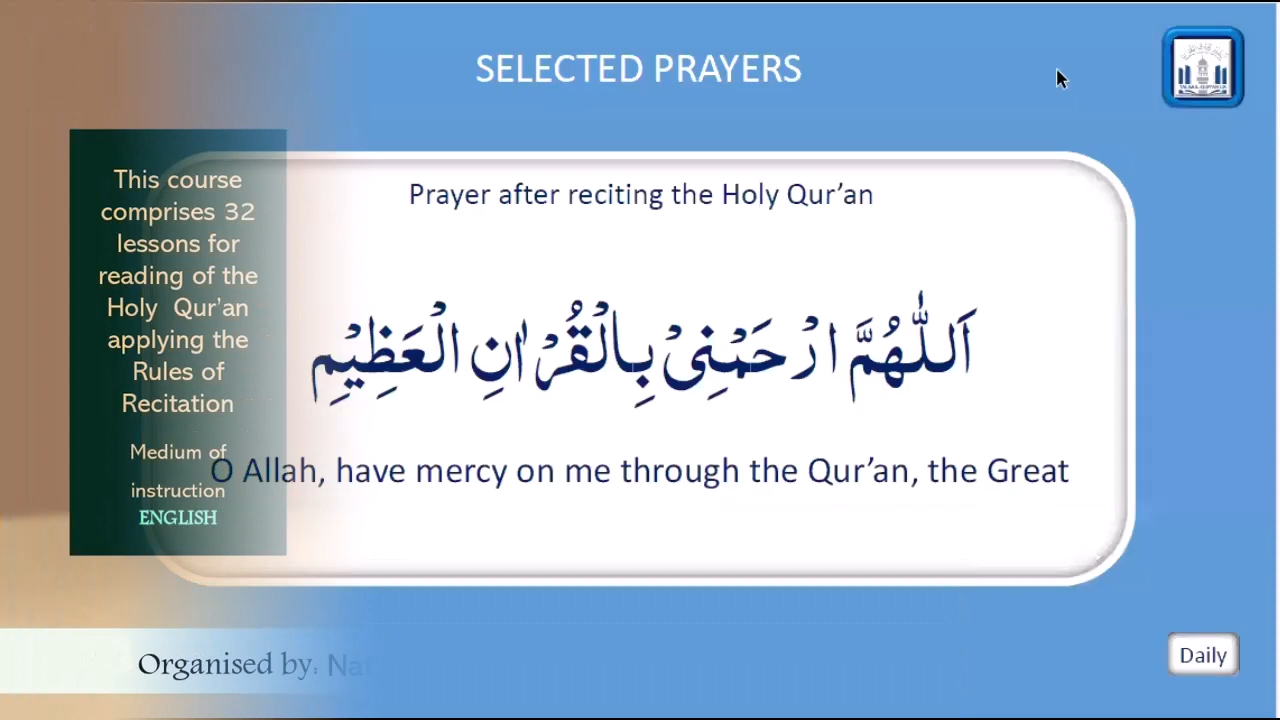 SELECTED PRAYERS
This course
comprises 32
lessons for
reading of the
Holy Qur'an
applying the
Rules of
Recitation
Medium of
instruction
ENGLISH
Prayer after reciting the Holy Qur'an
اَللّٰهُمَّ ارْحَمْنِیْ بِالْقُرْاٰنِ الْعَظِیْمِ
O Allah, have mercy on me through the Qur'an, the Great
Organised by:
Daily